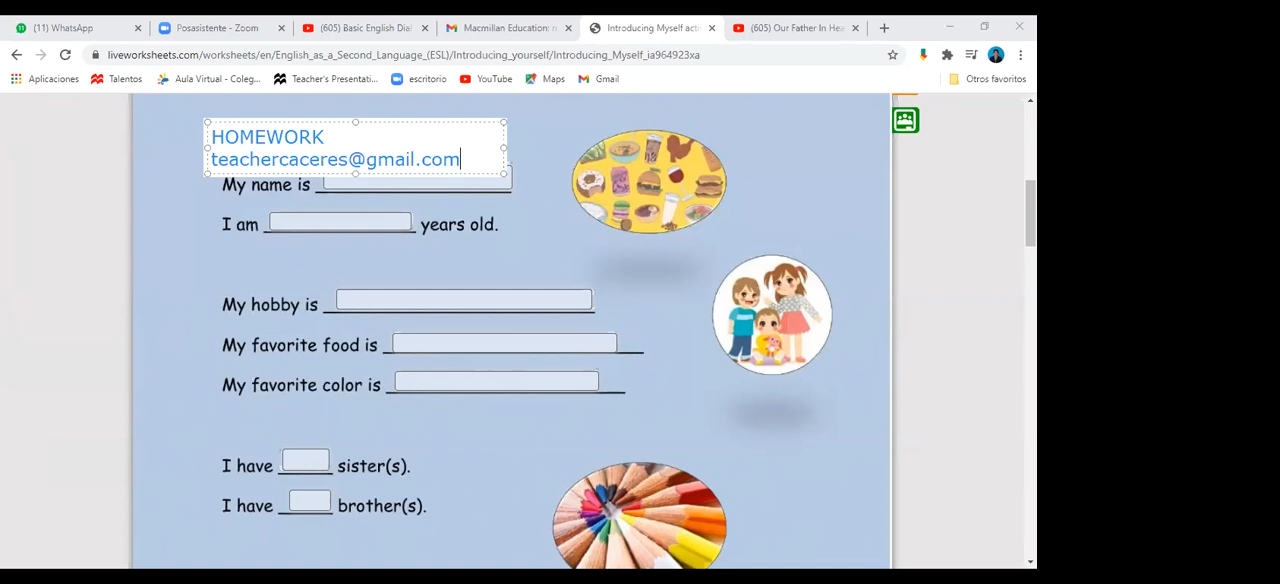 (11) WhatsApp
Posasistente - Zoom
(605) Basic English Dial
Macmillan Education: r
Introducing Myself acti
(605) Our Father In Hea
liveworksheets.com/worksheets/en/English_as_a_Second_Language_(ESL)/Introducing_yourself/Introducing_Myself_ia964923xa
Aplicaciones
Talentos
Aula Virtual - Coleg...
Teacher's Presentati...
escritorio
YouTube
Maps
Gmail
Otros favoritos
HOMEWORK
teachercaceres@gmail.com
My name is
I am years old.
My hobby is
My favorite food is
My favorite color is
I have sister(s).
I have brother(s).